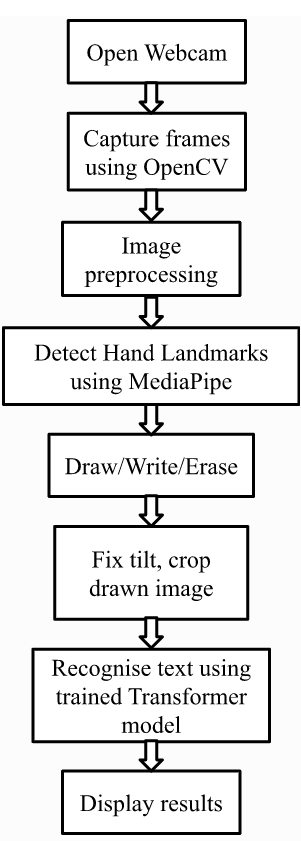 Open Webcam
Capture frames
using OpenCV
Image
preprocessing
Detect Hand Landmarks
using MediaPipe
Draw/Write/Erase
Fix tilt, crop
drawn image
Recognise text using
trained Transformer
model
Display results